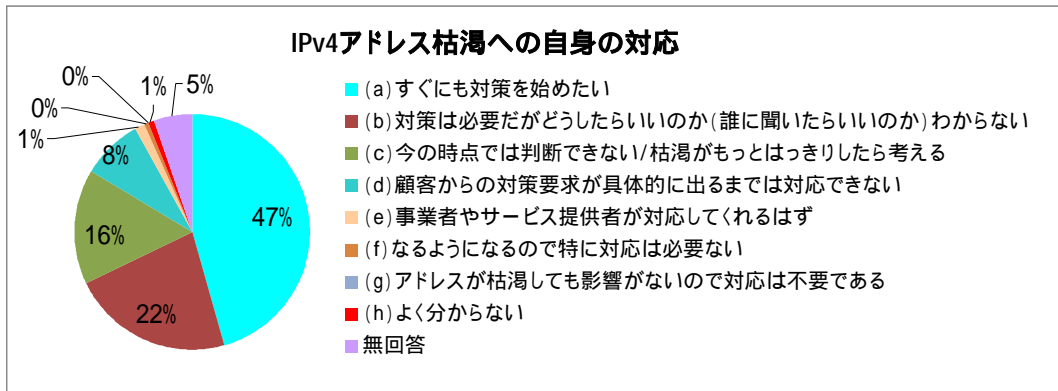 IPv4アドレス枯渇への自身の対応
0%
1%
5%
0%
1%
8%
47%
16%
22%
(a)すぐにも対策を始めたい
(b)対策は必要だがどうしたらいいのか(誰に聞いたらいいのか)わからない
(c)今の時点では判断できない/枯渇がもっとはっきりしたら考える
(d)顧客からの対策要求が具体的に出るまでは対応できない
(e)事業者やサービス提供者が対応してくれるはず
(f)なるようになるので特に対応は必要ない
(g)アドレスが枯渇しても影響がないので対応は不要である
(h)よく分からない
無回答